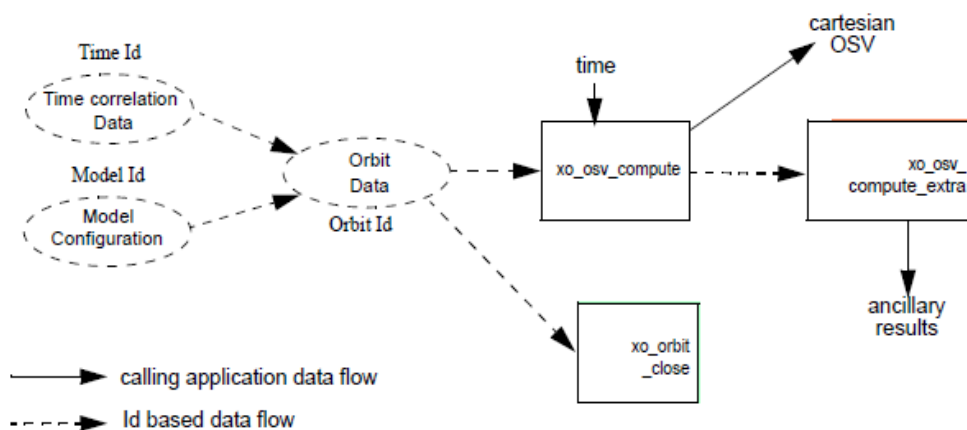 Time Id
Time correlation
Data
Model Id
Model
Configuration
Orbit
Data
Orbit Id
time
xo_osv_compute
cartesian
OSV
xo_osv_
compute_extra
ancillary
results
xo_orbit
_close
calling application data flow
Id based data flow